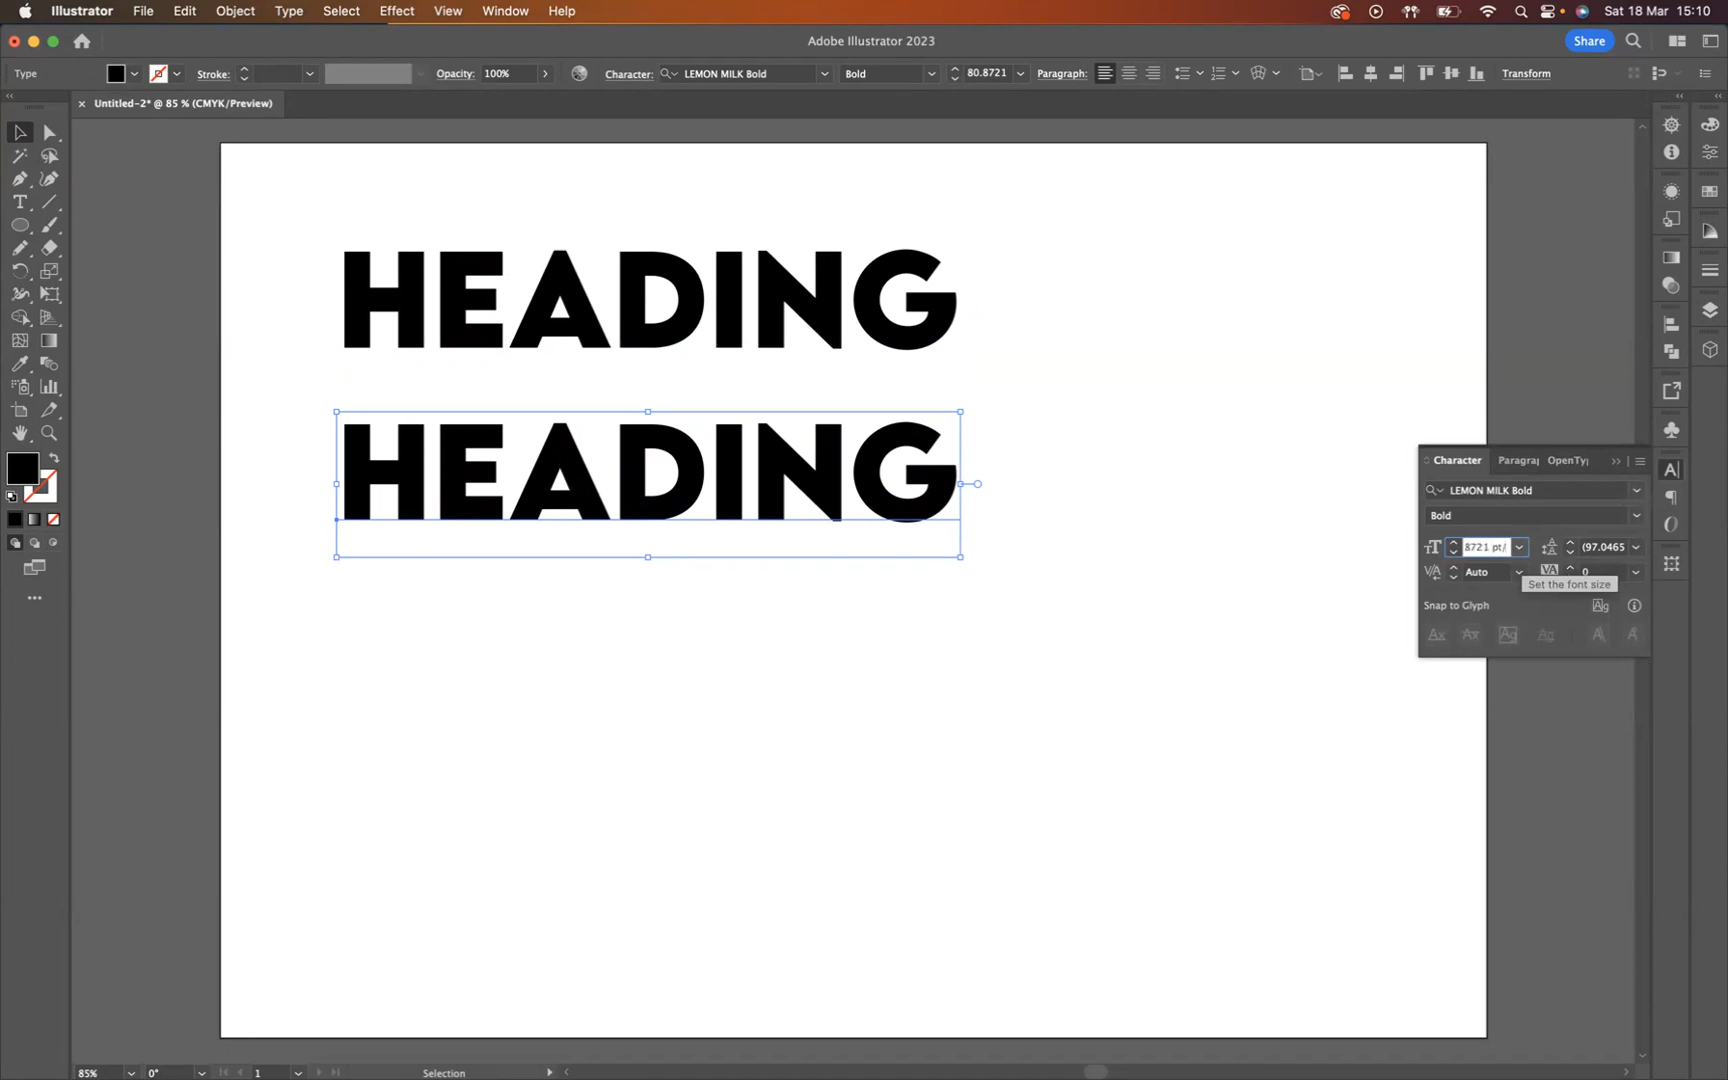 Illustrator File Edit Object Type Select Effect View Window Help Sat 18 Mar 15:10
Adobe Illustrator 2023 Share
Type Stroke: Opacity: 100% Character: LEMON MILK Bold Bold 80.8721 Paragraph: Transform
Untitled-2* @ 85 % (CMYK/Preview)
HEADING
HEADING
Character Paragra OpenTy
LEMON MILK Bold
Bold
8721 pt/ (97.0465
Auto 0
Set the font size
Snap to Glyph
85% 0° 1 Selection